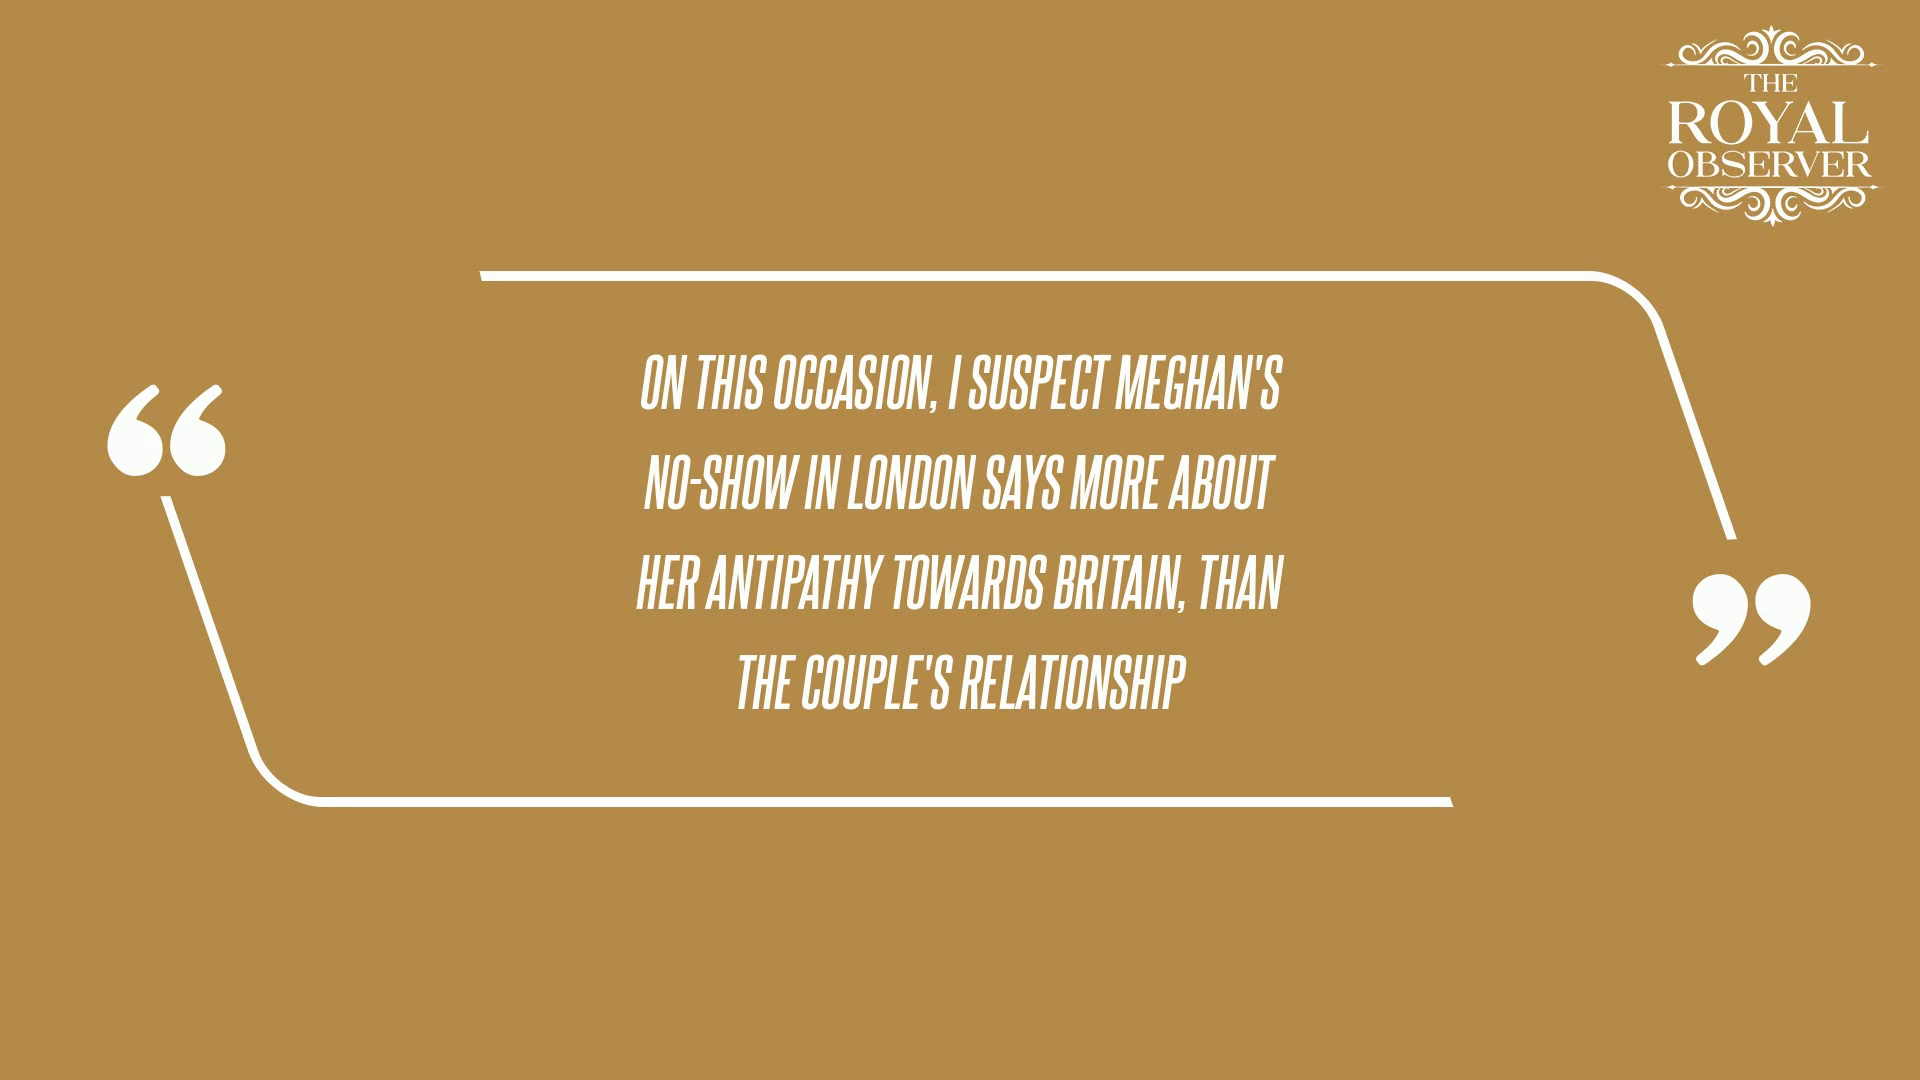 THE
ROYAL
OBSERVER
“
ON THIS OCCASION, I SUSPECT MEGHAN'S
NO-SHOW IN LONDON SAYS MORE ABOUT
HER ANTIPATHY TOWARDS BRITAIN, THAN
THE COUPLE'S RELATIONSHIP
”